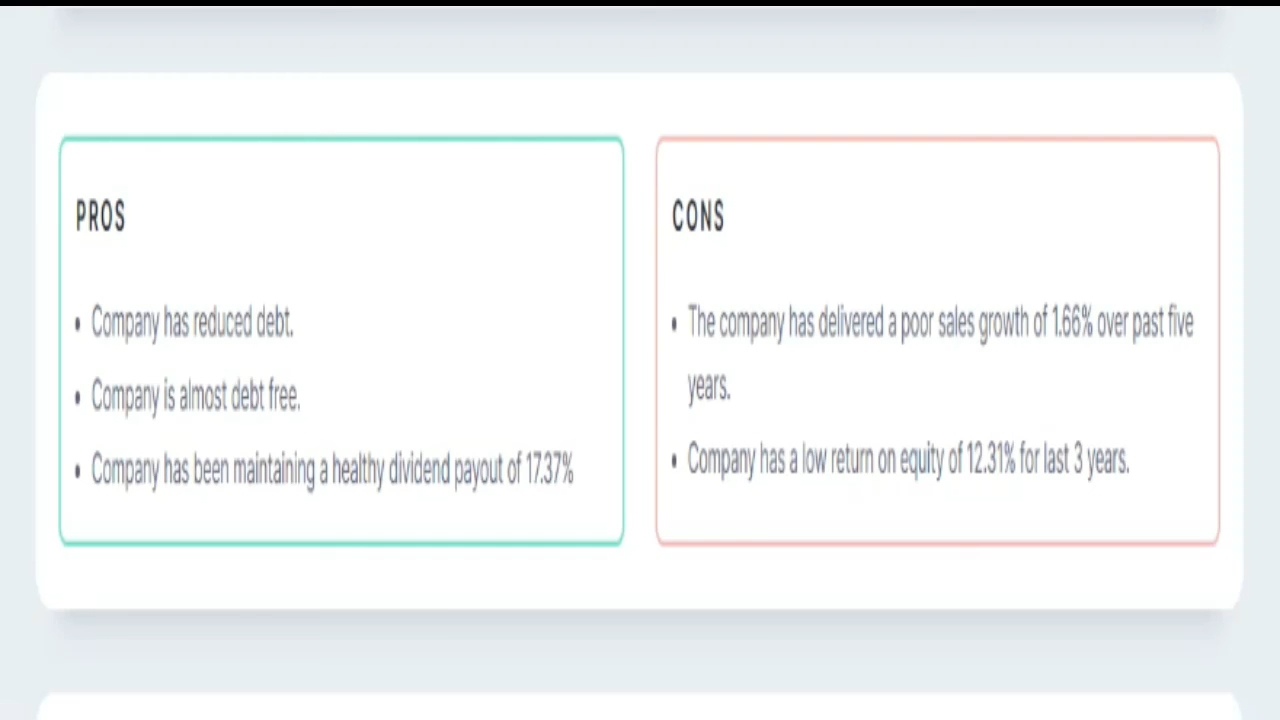 PROS
• Company has reduced debt.
• Company is almost debt free.
• Company has been maintaining a healthy dividend payout of 17.37%
CONS
• The company has delivered a poor sales growth of 1.66% over past five
years.
• Company has a low return on equity of 12.31% for last 3 years.